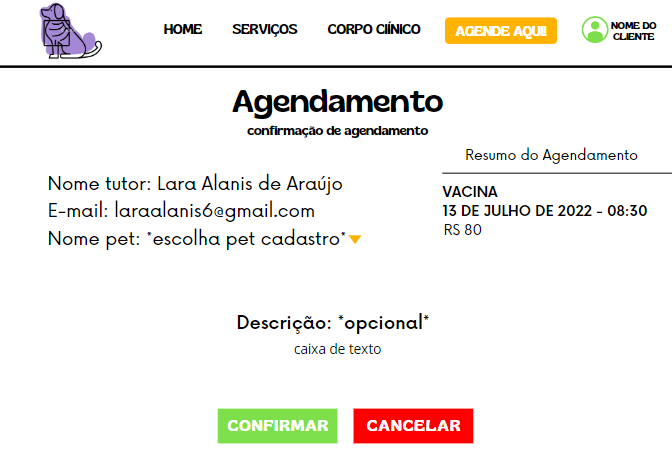 HOME SERVIÇOS CORPO ClÍNICO AGENDE AQUI! NOME DO CLIENTE
Agendamento
confirmação de agendamento
Resumo do Agendamento
Nome tutor: Lara Alanis de Araújo
E-mail: laraalanis6@gmail.com
Nome pet: *escolha pet cadastro*
VACINA
13 DE JULHO DE 2022 - 08:30
RS 80
Descrição: *opcional*
caixa de texto
CONFIRMAR CANCELAR